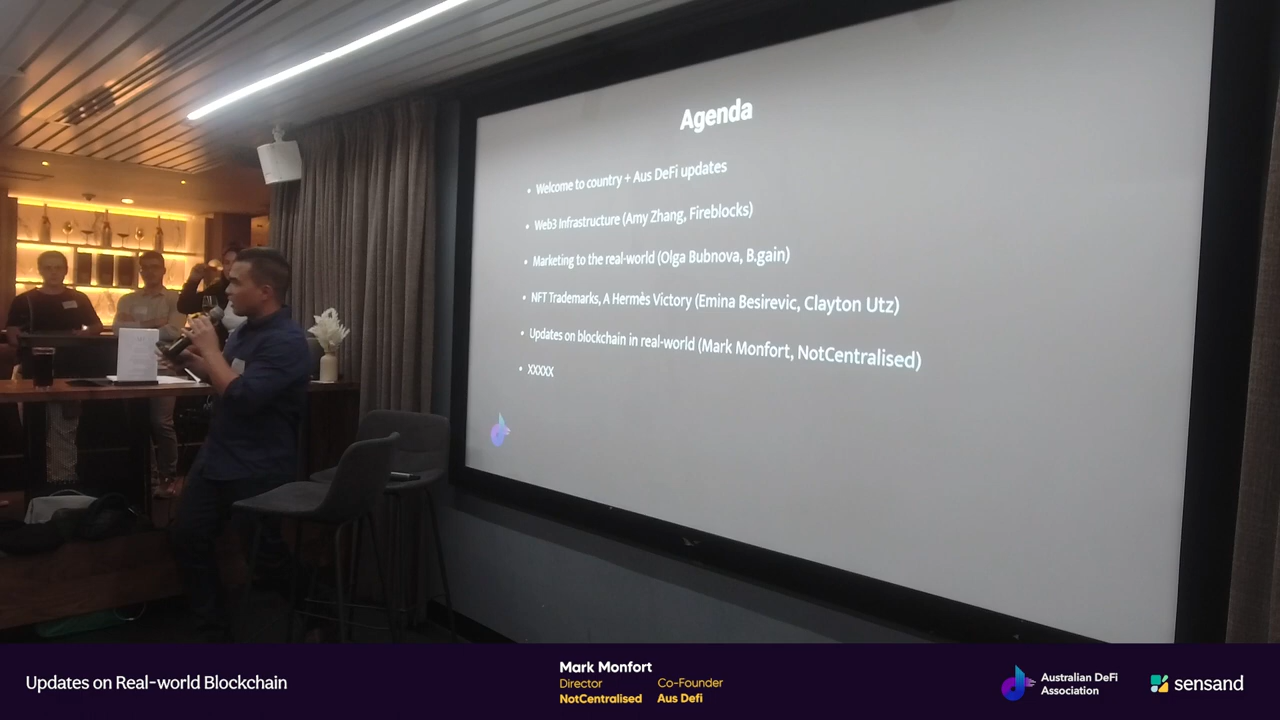 Agenda
• Welcome to country + Aus DeFi updates
• Web3 Infrastructure (Amy Zhang, Fireblocks)
• Marketing to the real-world (Olga Bubnova, B.gain)
• NFT Trademarks, A Hermès Victory (Emina Besirevic, Clayton Utz)
• Updates on blockchain in real-world (Mark Monfort, NotCentralised)
• XXXXX
Updates on Real-world Blockchain
Mark Monfort
Director
NotCentralised
Co-Founder
Aus Defi
Australian DeFi
Association
sensand